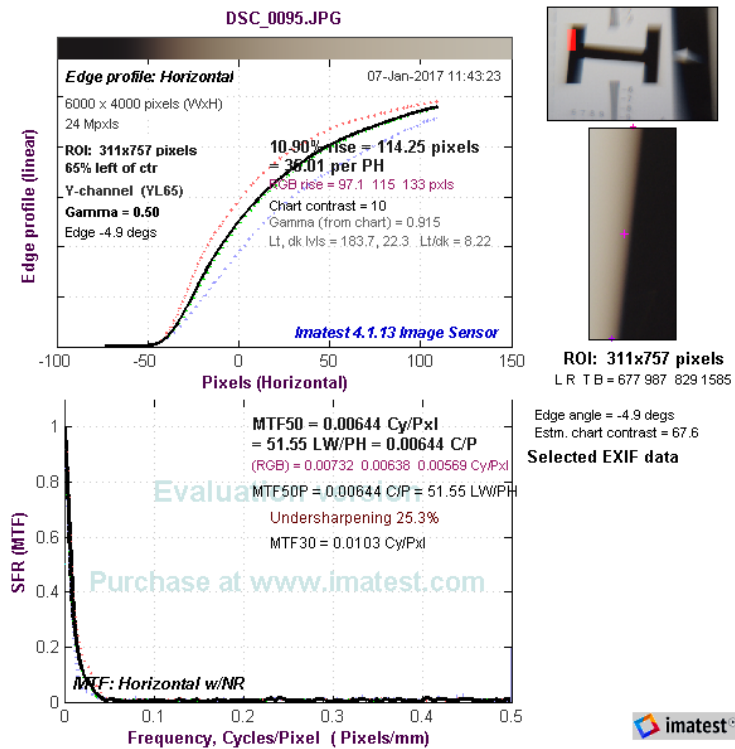 DSC_0095.JPG
Edge profile: Horizontal
07-Jan-2017 11:43:23
6000 x 4000 pixels (WxH)
24 Mpxls
ROI: 311x757 pixels
65% left of ctr
Y-channel (YL65)
Gamma = 0.50
Edge -4.9 degs
10-90% rise = 114.25 pixels
= 35.01 per PH
RGB rise = 97.1 115 133 pxls
Chart contrast = 10
Gamma (from chart) = 0.915
Lt, dk lvls = 183.7, 22.3 Lt/dk = 8.22
Imatest 4.1.13 Image Sensor
Edge profile (linear)
-100 -50 0 50 100 150
Pixels (Horizontal)
ROI: 311x757 pixels
L R T B = 677 987 829 1585
Edge angle = -4.9 degs
Estm. chart contrast = 67.6
Selected EXIF data
MTF50 = 0.00644 Cy/Pxl
= 51.55 LW/PH = 0.00644 C/P
(RGB) = 0.00732 0.00638 0.00569 Cy/Pxl
MTF50P = 0.00644 C/P = 51.55 LW/PH
Undersharpening 25.3%
MTF30 = 0.0103 Cy/Pxl
Evaluation version
Purchase at www.imatest.com
MTF: Horizontal w/NR
SFR (MTF)
1
0.8
0.6
0.4
0.2
0
0 0.1 0.2 0.3 0.4 0.5
Frequency, Cycles/Pixel ( Pixels/mm)
imatest